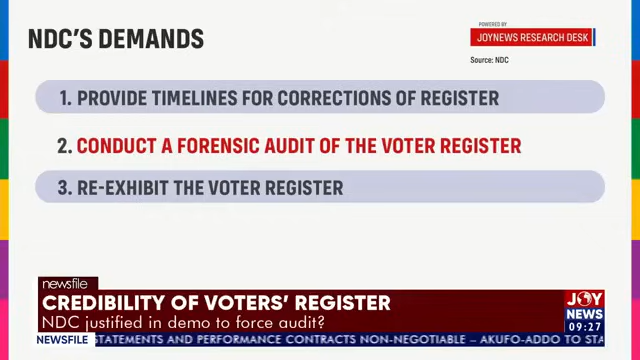 NDC'S DEMANDS
POWERED BY
JOYNEWS RESEARCH DESK
Source: NDC
1. PROVIDE TIMELINES FOR CORRECTIONS OF REGISTER
2. CONDUCT A FORENSIC AUDIT OF THE VOTER REGISTER
3. RE-EXHIBIT THE VOTER REGISTER
newsfile
CREDIBILITY OF VOTERS' REGISTER
NDC justified in demo to force audit?
JOY
NEWS
09:27
NEWSFILE
STATEMENTS AND PERFORMANCE CONTRACTS NON-NEGOTIABLE – AKUFO-ADDO TO STA